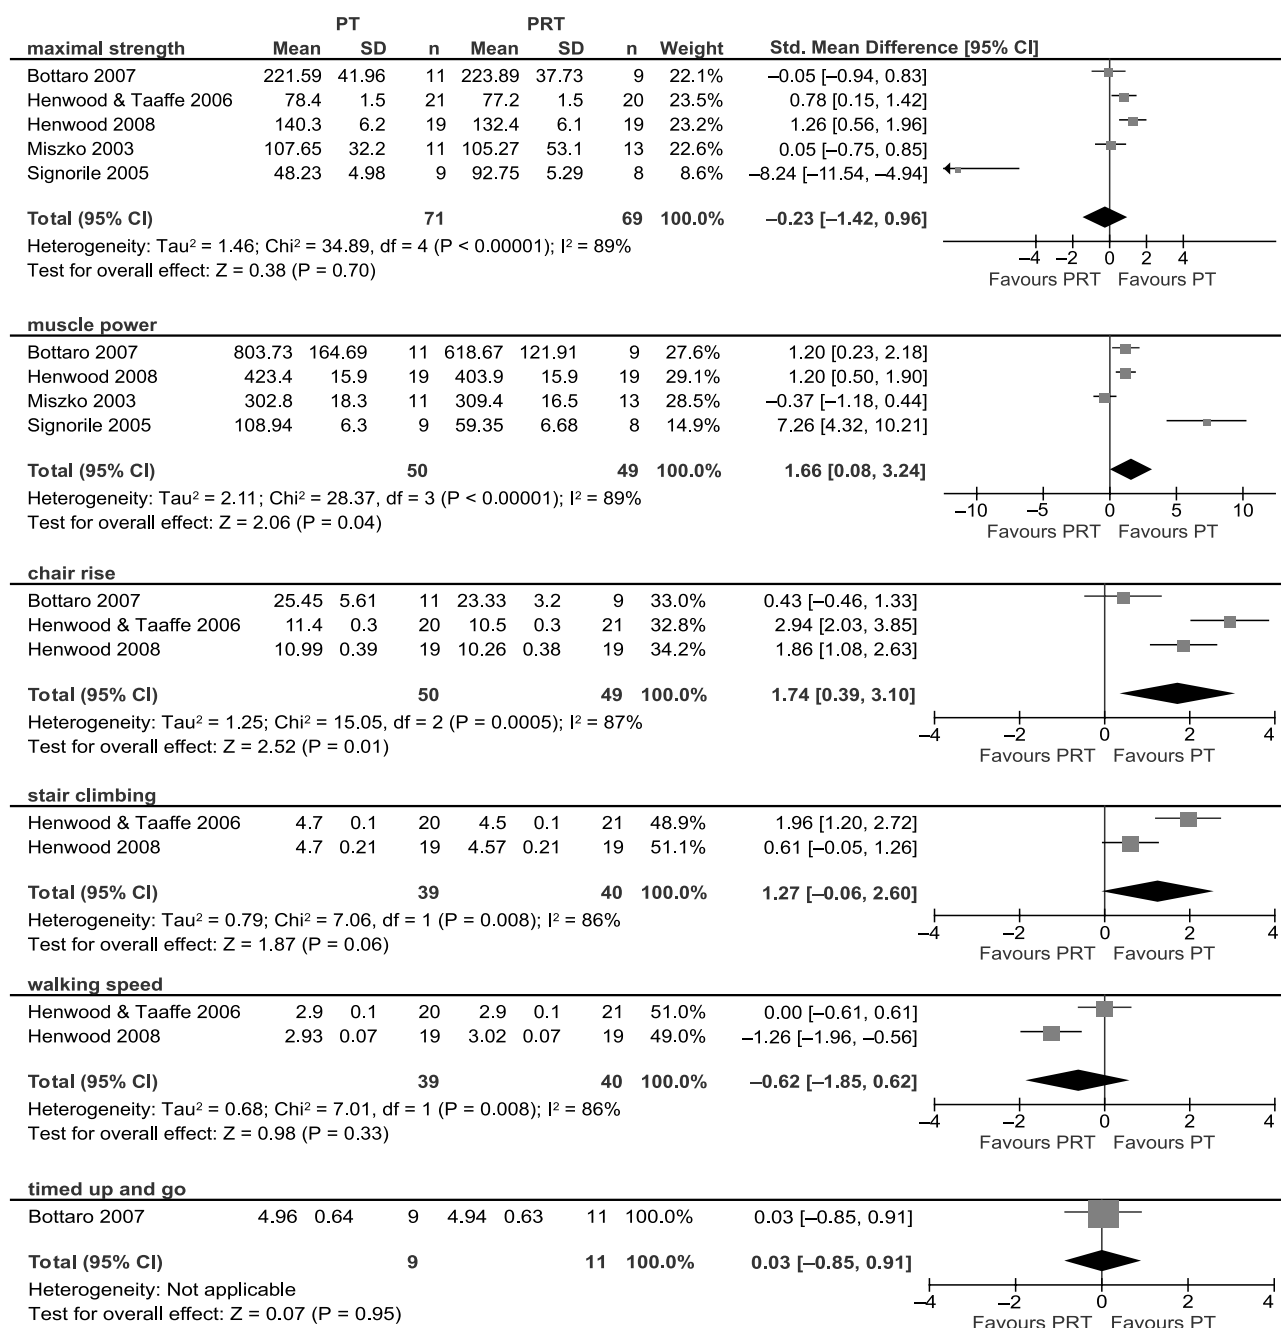 PT PRT
maximal strength Mean SD n Mean SD n Weight Std. Mean Difference [95% CI]
Bottaro 2007 221.59 41.96 11 223.89 37.73 9 22.1% −0.05 [−0.94, 0.83]
Henwood & Taaffe 2006 78.4 1.5 21 77.2 1.5 20 23.5% 0.78 [0.15, 1.42]
Henwood 2008 140.3 6.2 19 132.4 6.1 19 23.2% 1.26 [0.56, 1.96]
Miszko 2003 107.65 32.2 11 105.27 53.1 13 22.6% 0.05 [−0.75, 0.85]
Signorile 2005 48.23 4.98 9 92.75 5.29 8 8.6% −8.24 [−11.54, −4.94]
Total (95% CI) 71 69 100.0% −0.23 [−1.42, 0.96]
Heterogeneity: Tau² = 1.46; Chi² = 34.89, df = 4 (P < 0.00001); I² = 89%
Test for overall effect: Z = 0.38 (P = 0.70)
−4 −2 0 2 4
Favours PRT Favours PT
muscle power
Bottaro 2007 803.73 164.69 11 618.67 121.91 9 27.6% 1.20 [0.23, 2.18]
Henwood 2008 423.4 15.9 19 403.9 15.9 19 29.1% 1.20 [0.50, 1.90]
Miszko 2003 302.8 18.3 11 309.4 16.5 13 28.5% −0.37 [−1.18, 0.44]
Signorile 2005 108.94 6.3 9 59.35 6.68 8 14.9% 7.26 [4.32, 10.21]
Total (95% CI) 50 49 100.0% 1.66 [0.08, 3.24]
Heterogeneity: Tau² = 2.11; Chi² = 28.37, df = 3 (P < 0.00001); I² = 89%
Test for overall effect: Z = 2.06 (P = 0.04)
−10 −5 0 5 10
Favours PRT Favours PT
chair rise
Bottaro 2007 25.45 5.61 11 23.33 3.2 9 33.0% 0.43 [−0.46, 1.33]
Henwood & Taaffe 2006 11.4 0.3 20 10.5 0.3 21 32.8% 2.94 [2.03, 3.85]
Henwood 2008 10.99 0.39 19 10.26 0.38 19 34.2% 1.86 [1.08, 2.63]
Total (95% CI) 50 49 100.0% 1.74 [0.39, 3.10]
Heterogeneity: Tau² = 1.25; Chi² = 15.05, df = 2 (P = 0.0005); I² = 87%
Test for overall effect: Z = 2.52 (P = 0.01)
−4 −2 0 2 4
Favours PRT Favours PT
stair climbing
Henwood & Taaffe 2006 4.7 0.1 20 4.5 0.1 21 48.9% 1.96 [1.20, 2.72]
Henwood 2008 4.7 0.21 19 4.57 0.21 19 51.1% 0.61 [−0.05, 1.26]
Total (95% CI) 39 40 100.0% 1.27 [−0.06, 2.60]
Heterogeneity: Tau² = 0.79; Chi² = 7.06, df = 1 (P = 0.008); I² = 86%
Test for overall effect: Z = 1.87 (P = 0.06)
−4 −2 0 2 4
Favours PRT Favours PT
walking speed
Henwood & Taaffe 2006 2.9 0.1 20 2.9 0.1 21 51.0% 0.00 [−0.61, 0.61]
Henwood 2008 2.93 0.07 19 3.02 0.07 19 49.0% −1.26 [−1.96, −0.56]
Total (95% CI) 39 40 100.0% −0.62 [−1.85, 0.62]
Heterogeneity: Tau² = 0.68; Chi² = 7.01, df = 1 (P = 0.008); I² = 86%
Test for overall effect: Z = 0.98 (P = 0.33)
−4 −2 0 2 4
Favours PRT Favours PT
timed up and go
Bottaro 2007 4.96 0.64 9 4.94 0.63 11 100.0% 0.03 [−0.85, 0.91]
Total (95% CI) 9 11 100.0% 0.03 [−0.85, 0.91]
Heterogeneity: Not applicable
Test for overall effect: Z = 0.07 (P = 0.95)
−4 −2 0 2 4
Favours PRT Favours PT